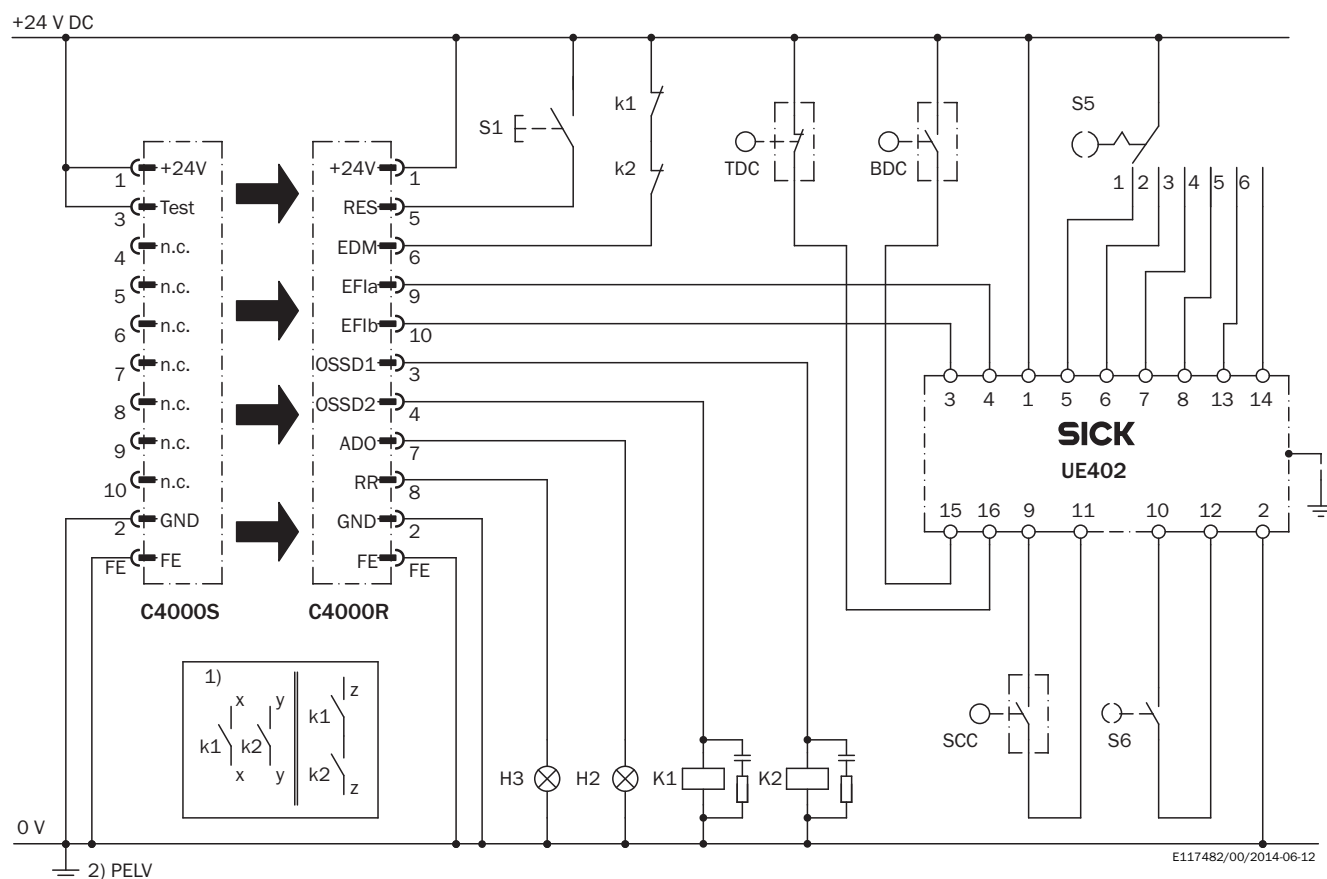 +24 V DC
S1
k1
k2
TDC
BDC
S5
1 2 3 4 5 6
1 +24V
3 Test
4 n.c.
5 n.c.
6 n.c.
7 n.c.
8 n.c.
9 n.c.
10 n.c.
2 GND
FE FE
C4000S
+24V 1
RES 5
EDM 6
EFIa 9
EFIb 10
OSSD1 3
OSSD2 4
ADO 7
RR 8
GND 2
FE FE
C4000R
3 4 1 5 6 7 8 13 14
SICK
UE402
15 16 9 11 10 12 2
SCC
S6
1)
x y z
k1 k2 k1
x y k2 z
H3 H2 K1 K2
0 V
2) PELV
E117482/00/2014-06-12